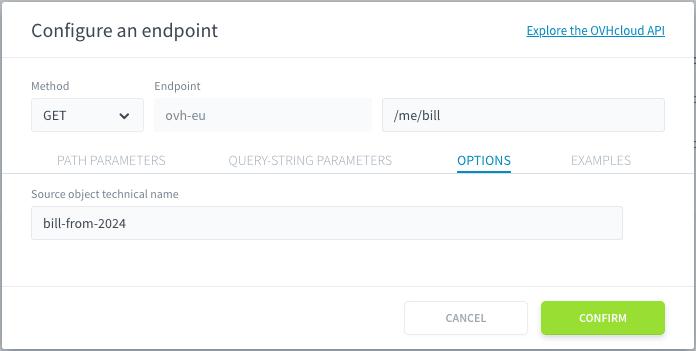 Configure an endpoint
Explore the OVHcloud API
Method
Endpoint
GET
ovh-eu
/me/bill
PATH PARAMETERS
QUERY-STRING PARAMETERS
OPTIONS
EXAMPLES
Source object technical name
bill-from-2024
CANCEL
CONFIRM